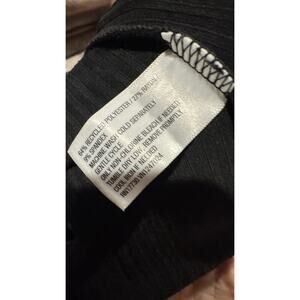 64% RECYCLED POLYESTER / 27% RAYON /
9% SPANDEX
MACHINE WASH COLD SEPARATELY
GENTLE CYCLE
ONLY NON-CHLORINE BLEACH IF NEEDED
TUMBLE DRY LOW, REMOVE PROMPTLY
COOL IRON IF NEEDED